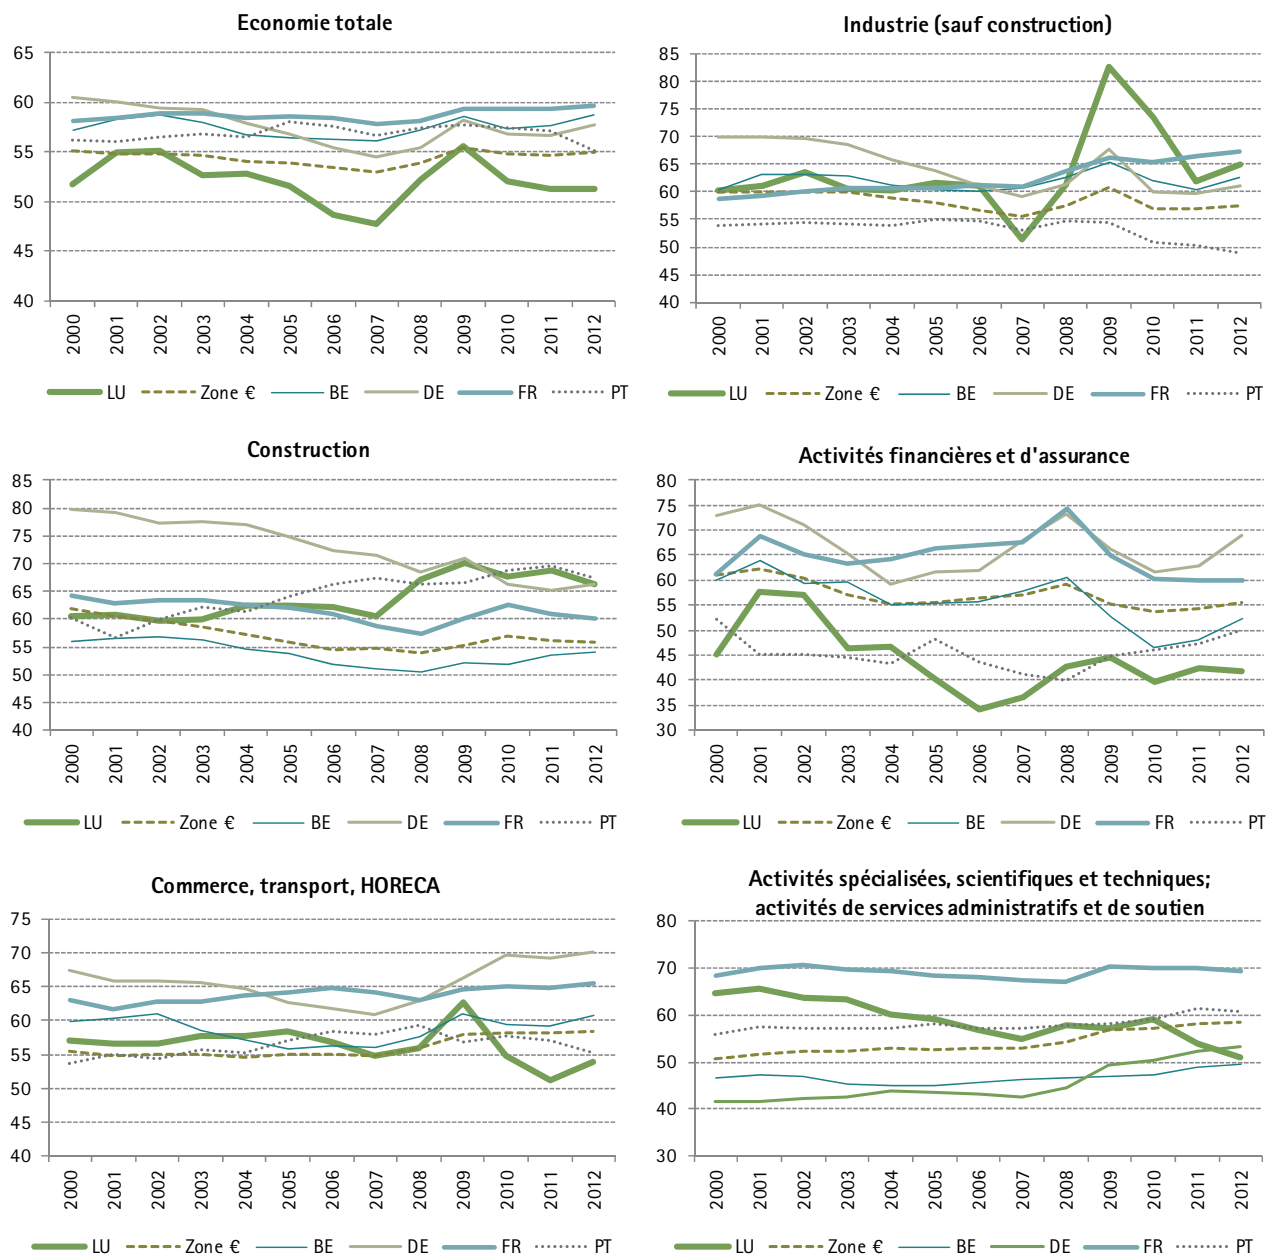 Economie totale
65
60
55
50
45
40
2000 2001 2002 2003 2004 2005 2006 2007 2008 2009 2010 2011 2012
LU Zone € BE DE FR PT
Industrie (sauf construction)
85
80
75
70
65
60
55
50
45
40
2000 2001 2002 2003 2004 2005 2006 2007 2008 2009 2010 2011 2012
LU Zone € BE DE FR PT
Construction
85
80
75
70
65
60
55
50
45
40
2000 2001 2002 2003 2004 2005 2006 2007 2008 2009 2010 2011 2012
LU Zone € BE DE FR PT
Activités financières et d'assurance
80
75
70
65
60
55
50
45
40
35
30
2000 2001 2002 2003 2004 2005 2006 2007 2008 2009 2010 2011 2012
LU Zone € BE DE FR PT
Commerce, transport, HORECA
75
70
65
60
55
50
45
40
2000 2001 2002 2003 2004 2005 2006 2007 2008 2009 2010 2011 2012
LU Zone € BE DE FR PT
Activités spécialisées, scientifiques et techniques;
activités de services administratifs et de soutien
80
70
60
50
40
30
2000 2001 2002 2003 2004 2005 2006 2007 2008 2009 2010 2011 2012
LU Zone € BE DE FR PT